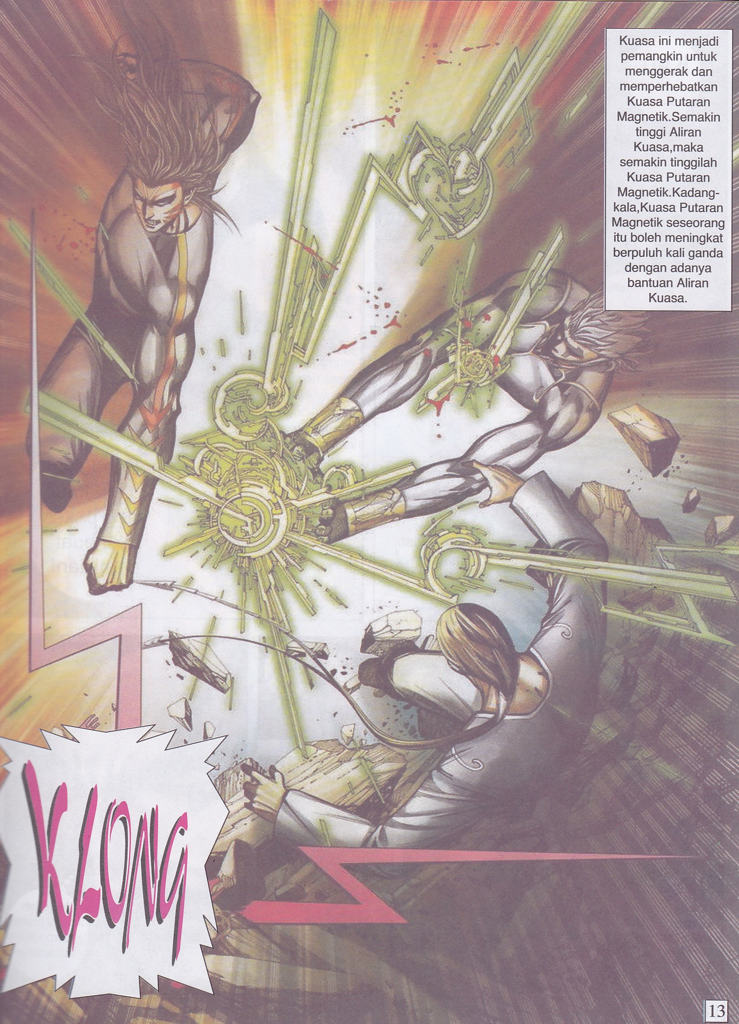 Kuasa ini menjadi
pemangkin untuk
menggerak dan
memperhebatkan
Kuasa Putaran
Magnetik.Semakin
tinggi Aliran
Kuasa,maka
semakin tinggilah
Kuasa Putaran
Magnetik.Kadang-
kala,Kuasa Putaran
Magnetik seseorang
itu boleh meningkat
berpuluh kali ganda
dengan adanya
bantuan Aliran
Kuasa.
KLONG
13